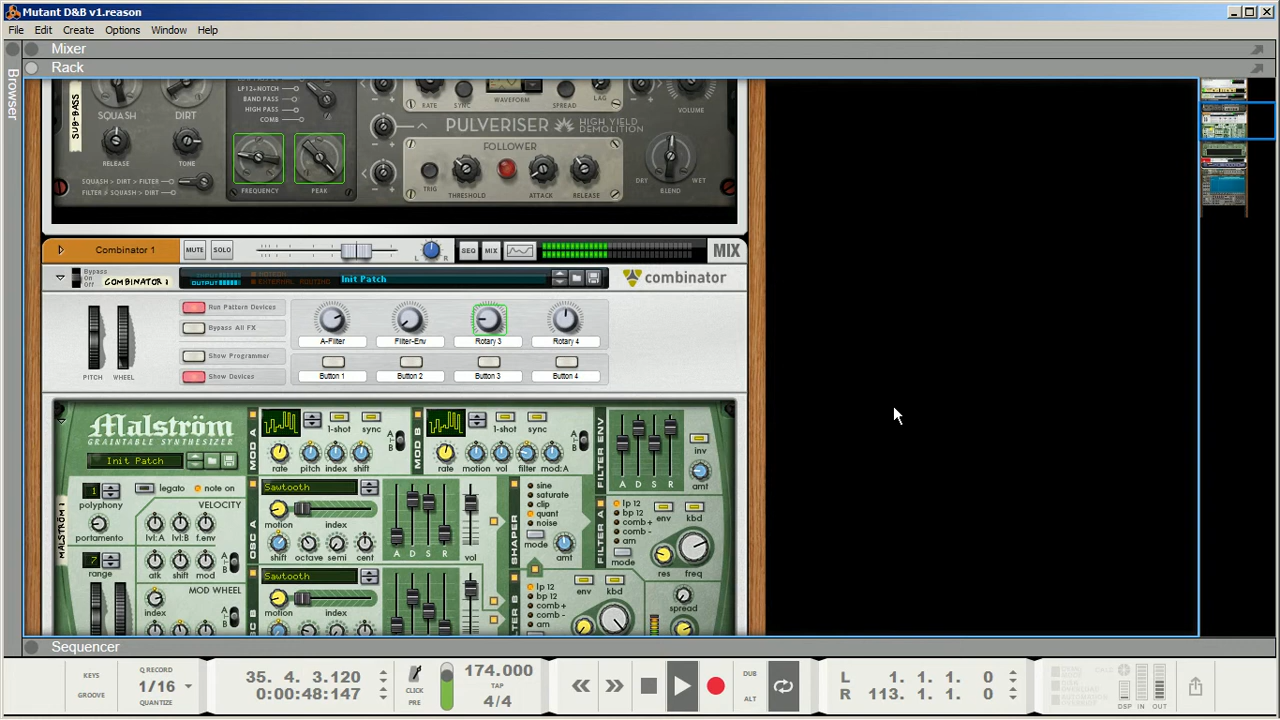 Mutant D&B v1.reason
File Edit Create Options Window Help
Mixer
Rack
Browser
SUB-BASS
SQUASH DIRT
RELEASE TONE
SQUASH > DIRT > FILTER
FILTER > SQUASH > DIRT
LP12+NOTCH
BAND PASS
HIGH PASS
COMB
FREQUENCY PEAK
RATE SYNC WAVEFORM SPREAD LAG VOLUME
PULVERISER HIGH YIELD DEMOLITION
FOLLOWER
TRIG THRESHOLD ATTACK RELEASE
DRY WET
BLEND
Combinator 1 MUTE SOLO L R SEQ MIX MIX
Bypass
On
Off
COMBINATOR 1
Init Patch
combinator
Run Pattern Devices
Bypass All FX
Show Programmer
Show Devices
PITCH WHEEL
A-Filter Filter-Env Rotary 3 Rotary 4
Button 1 Button 2 Button 3 Button 4
Malström
GRAINTABLE SYNTHESIZER
Init Patch
MALSTRÖM 1
1 polyphony
legato note on
portamento
VELOCITY
lvl:A lvl:B f.env
7 range
atk shift mod
A B
MOD WHEEL
index
MOD A
1-shot sync
rate pitch index shift
A B
MOD B
1-shot sync
rate motion vol filter mod:A
A B
FILTER ENV
A D S R
inv
amt
OSC A
Sawtooth
motion index
shift octave semi cent
A D S R vol
OSC B
Sawtooth
motion index
SHAPER
sine
saturate
clip
quant
noise
mode amt
FILTER A
lp 12
bp 12
comb +
comb -
mode
env kbd
res freq
FILTER B
lp 12
bp 12
comb +
comb -
am
env kbd
spread
Sequencer
KEYS
GROOVE
Q RECORD
1/16
QUANTIZE
35. 4. 3.120
0:00:48:147
CLICK
PRE
174.000
TAP
4/4
DUB
ALT
L 1. 1. 1. 0
R 113. 1. 1. 0
DSP IN OUT